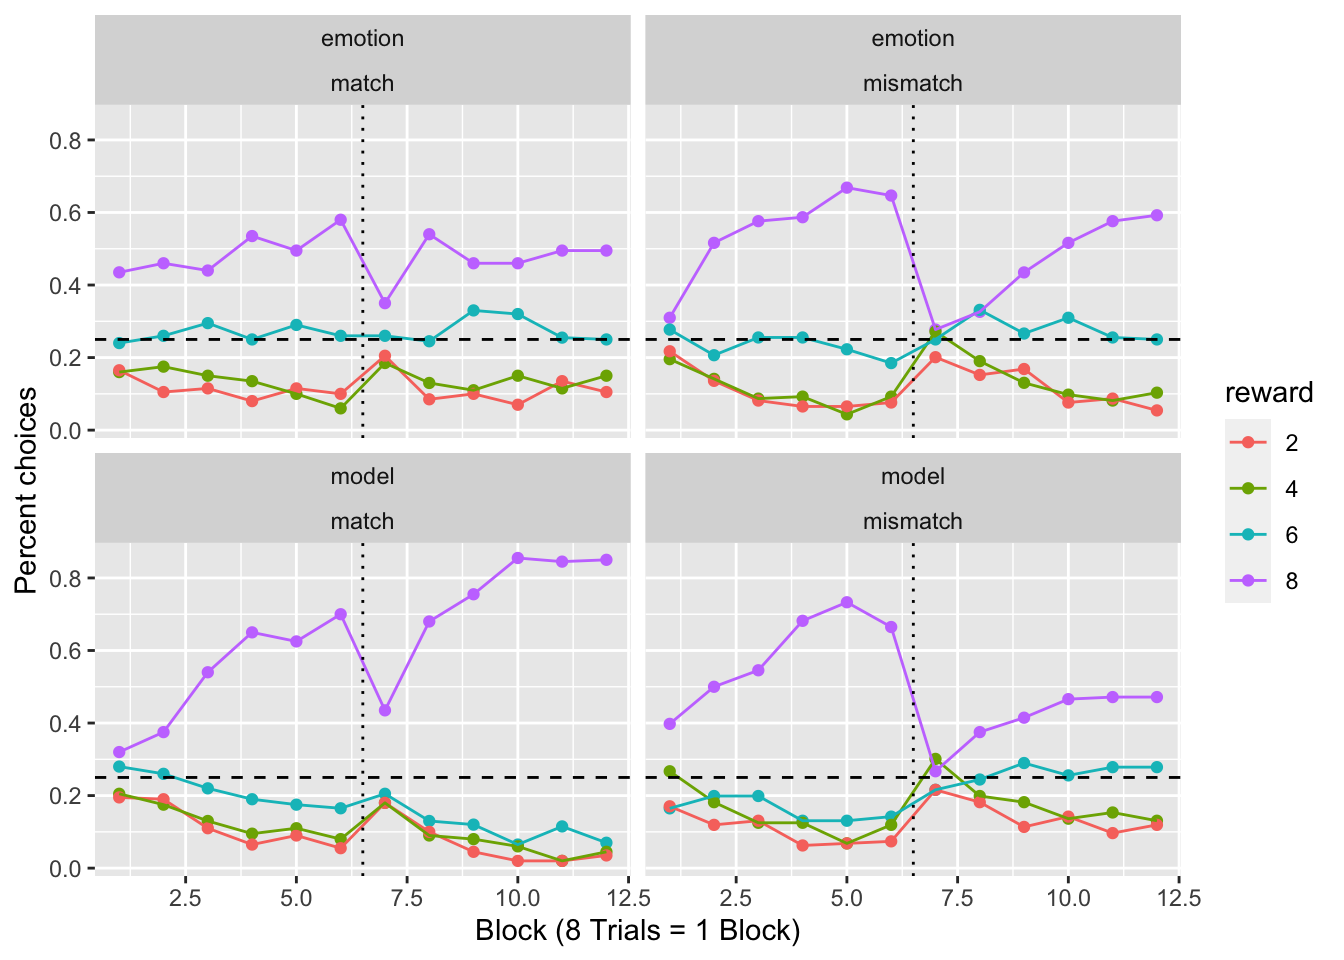 emotion
match
emotion
mismatch
0.8
0.6
0.4
0.2
0.0
model
match
model
mismatch
0.8
0.6
0.4
0.2
0.0
2.5 5.0 7.5 10.0 12.5 2.5 5.0 7.5 10.0 12.5
Block (8 Trials = 1 Block)
Percent choices
reward
2
4
6
8